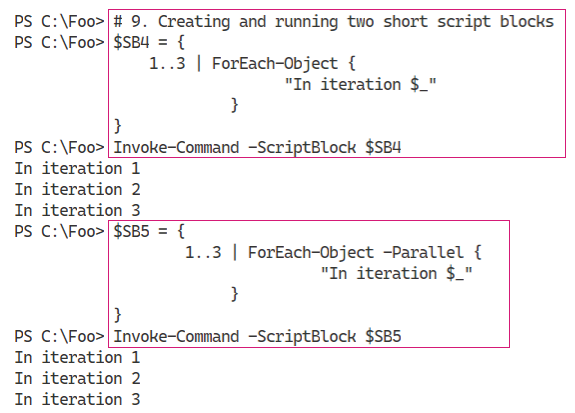 PS C:\Foo> # 9. Creating and running two short script blocks
PS C:\Foo> $SB4 = {
    1..3 | ForEach-Object {
                   "In iteration $_"
             }
}
PS C:\Foo> Invoke-Command -ScriptBlock $SB4
In iteration 1
In iteration 2
In iteration 3
PS C:\Foo> $SB5 = {
        1..3 | ForEach-Object -Parallel {
                       "In iteration $_"
             }
}
PS C:\Foo> Invoke-Command -ScriptBlock $SB5
In iteration 1
In iteration 2
In iteration 3